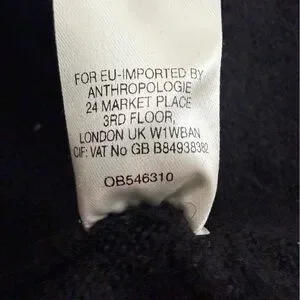 FOR EU-IMPORTED BY
ANTHROPOLOGIE
24 MARKET PLACE
3RD FLOOR,
LONDON UK W1WBAN
CIF: VAT No GB B84938382
OB546310